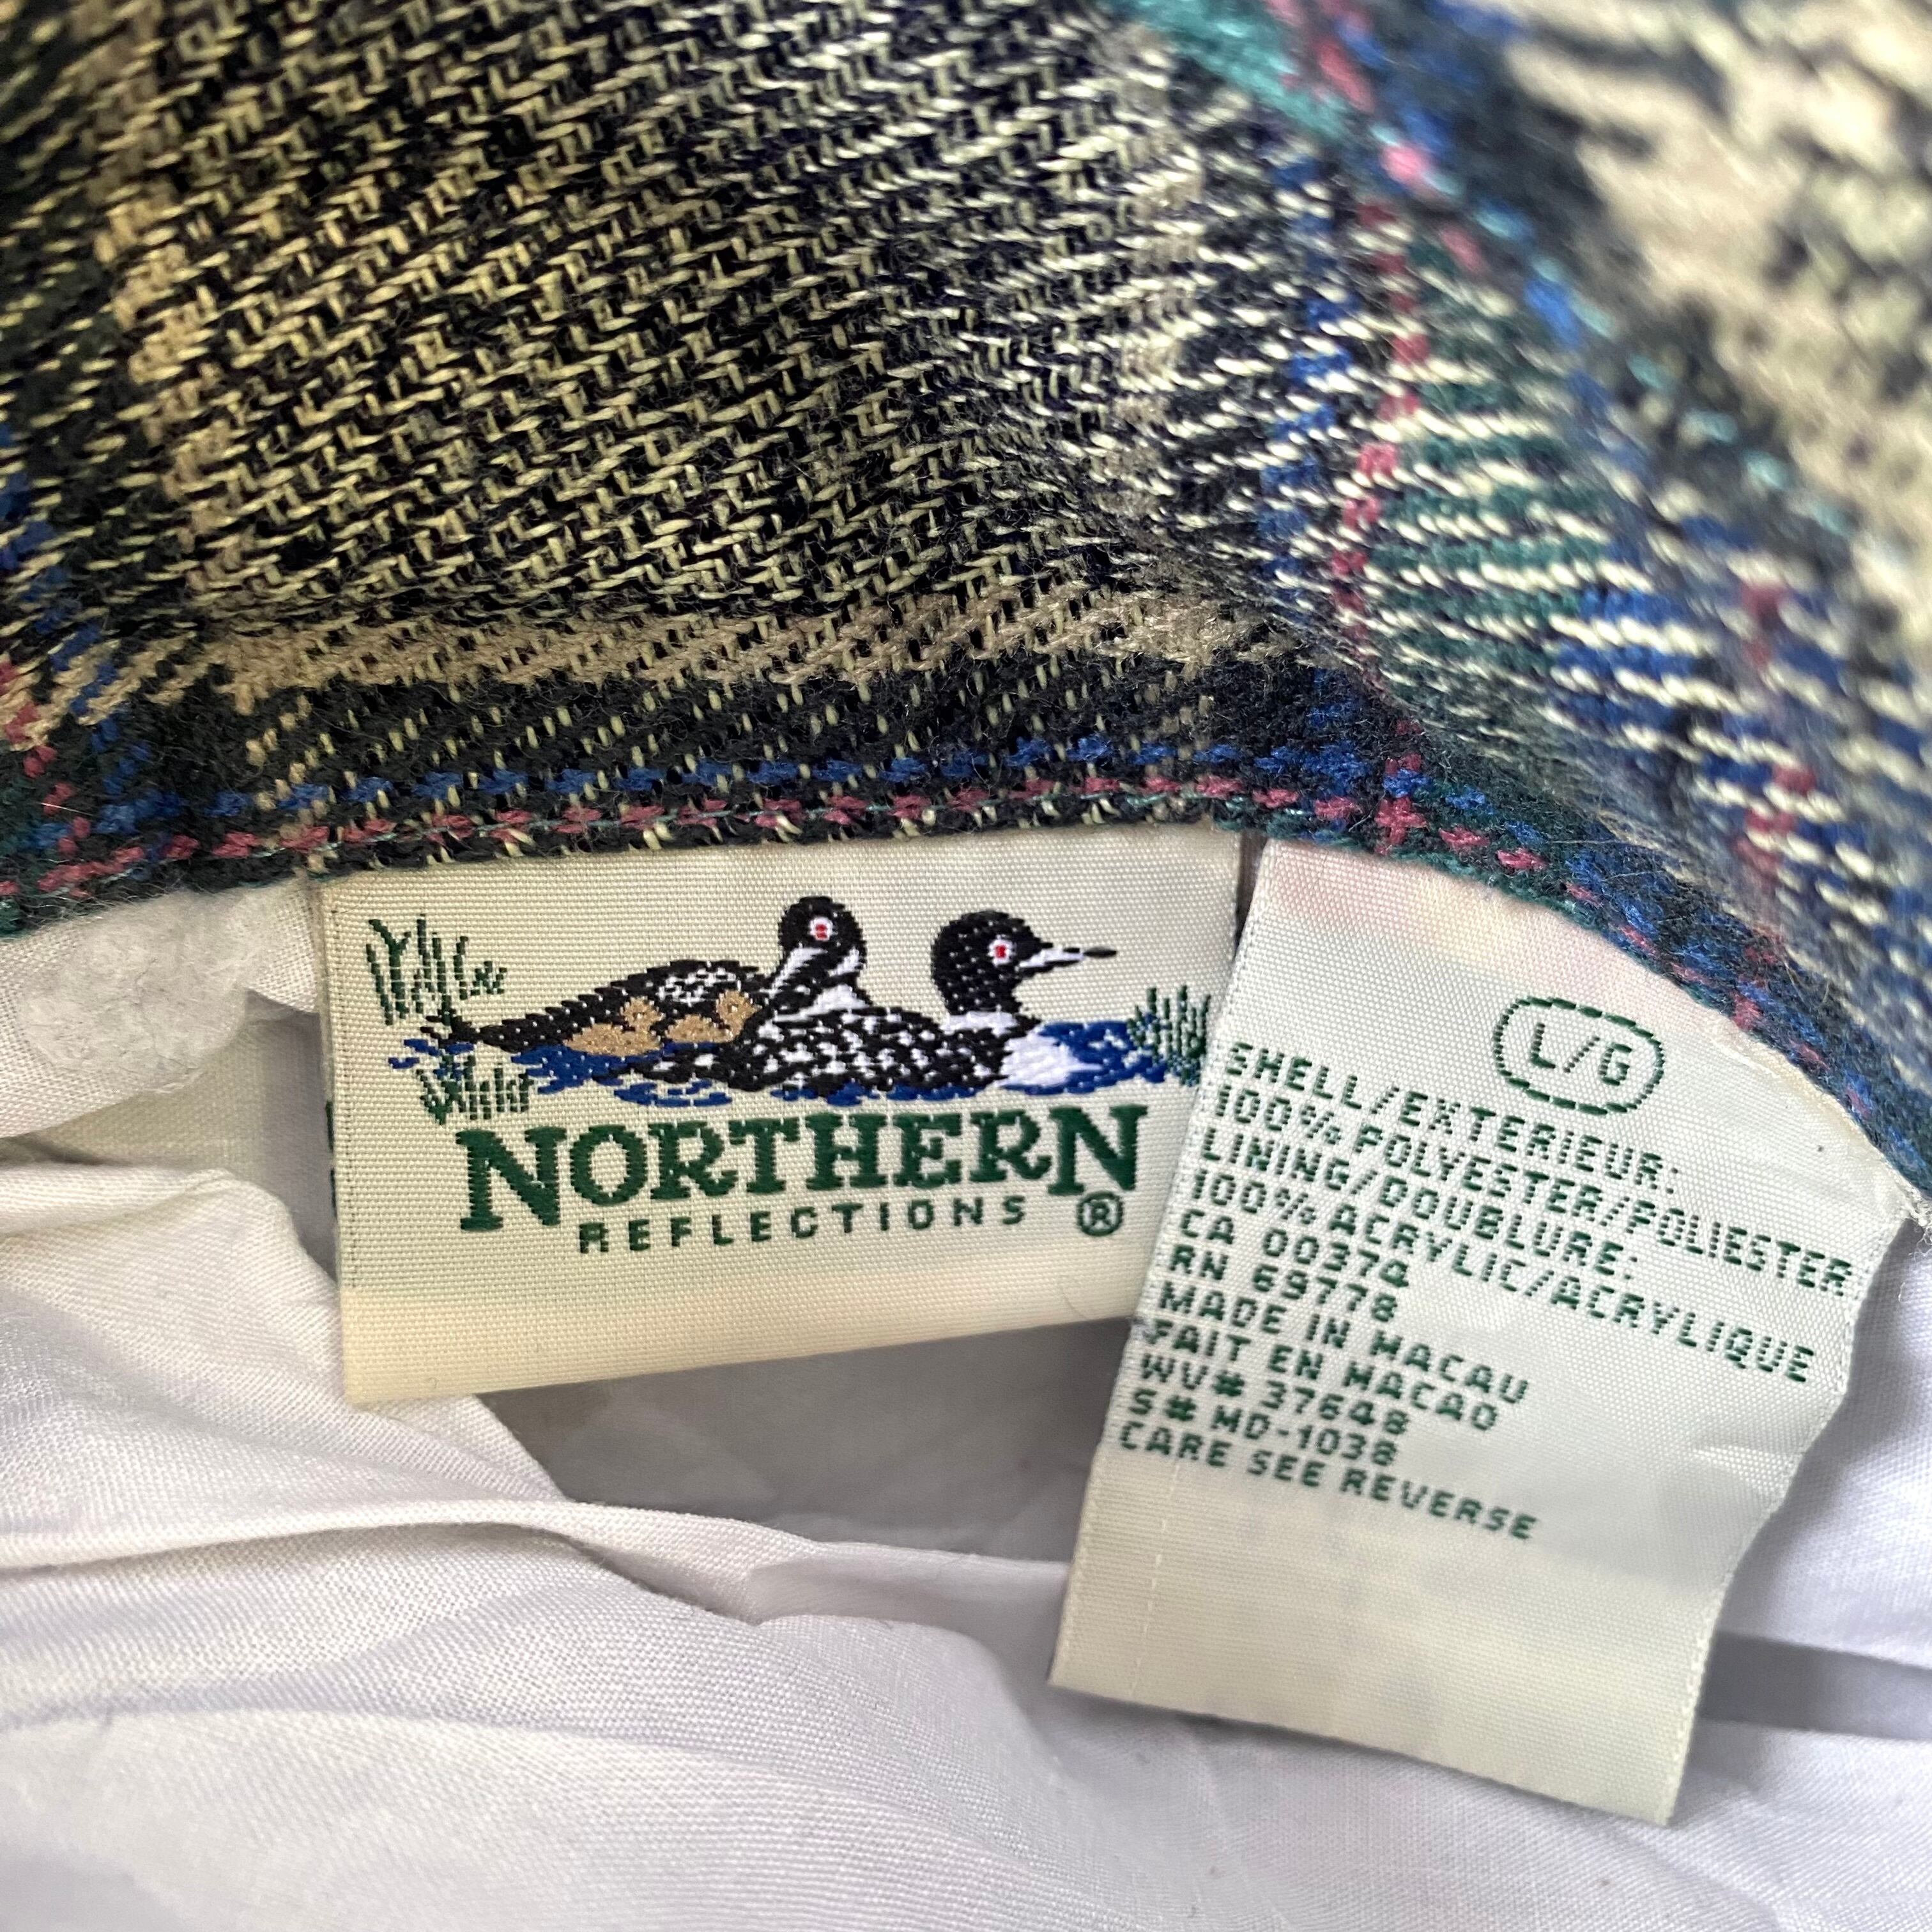 NORTHERN
REFLECTIONS ®
L/G
SHELL/EXTERIEUR:
100% POLYESTER/POLIESTER
LINING/DOUBLURE:
100% ACRYLIC/ACRYLIQUE
CA 00374
RN 69778
MADE IN MACAU
FAIT EN MACAO
WV# 37648
S# MD-1038
CARE SEE REVERSE